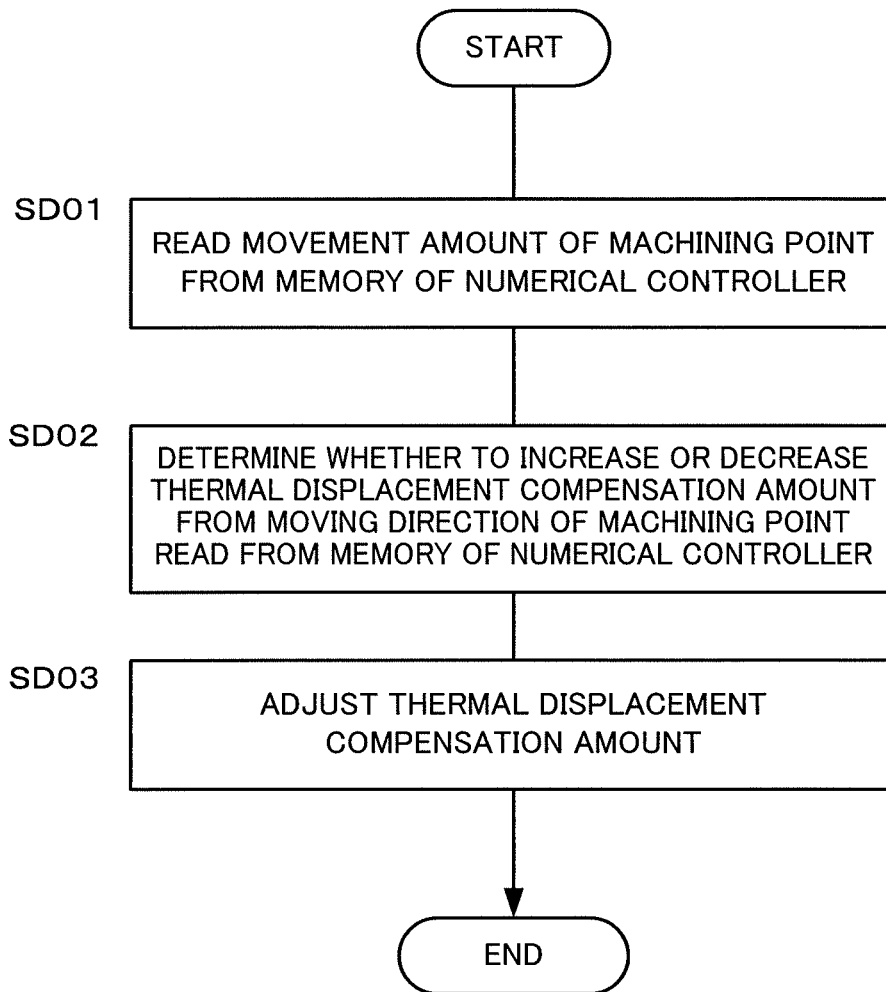 START
SD01
READ MOVEMENT AMOUNT OF MACHINING POINT
FROM MEMORY OF NUMERICAL CONTROLLER
SD02
DETERMINE WHETHER TO INCREASE OR DECREASE
THERMAL DISPLACEMENT COMPENSATION AMOUNT
FROM MOVING DIRECTION OF MACHINING POINT
READ FROM MEMORY OF NUMERICAL CONTROLLER
SD03
ADJUST THERMAL DISPLACEMENT
COMPENSATION AMOUNT
END